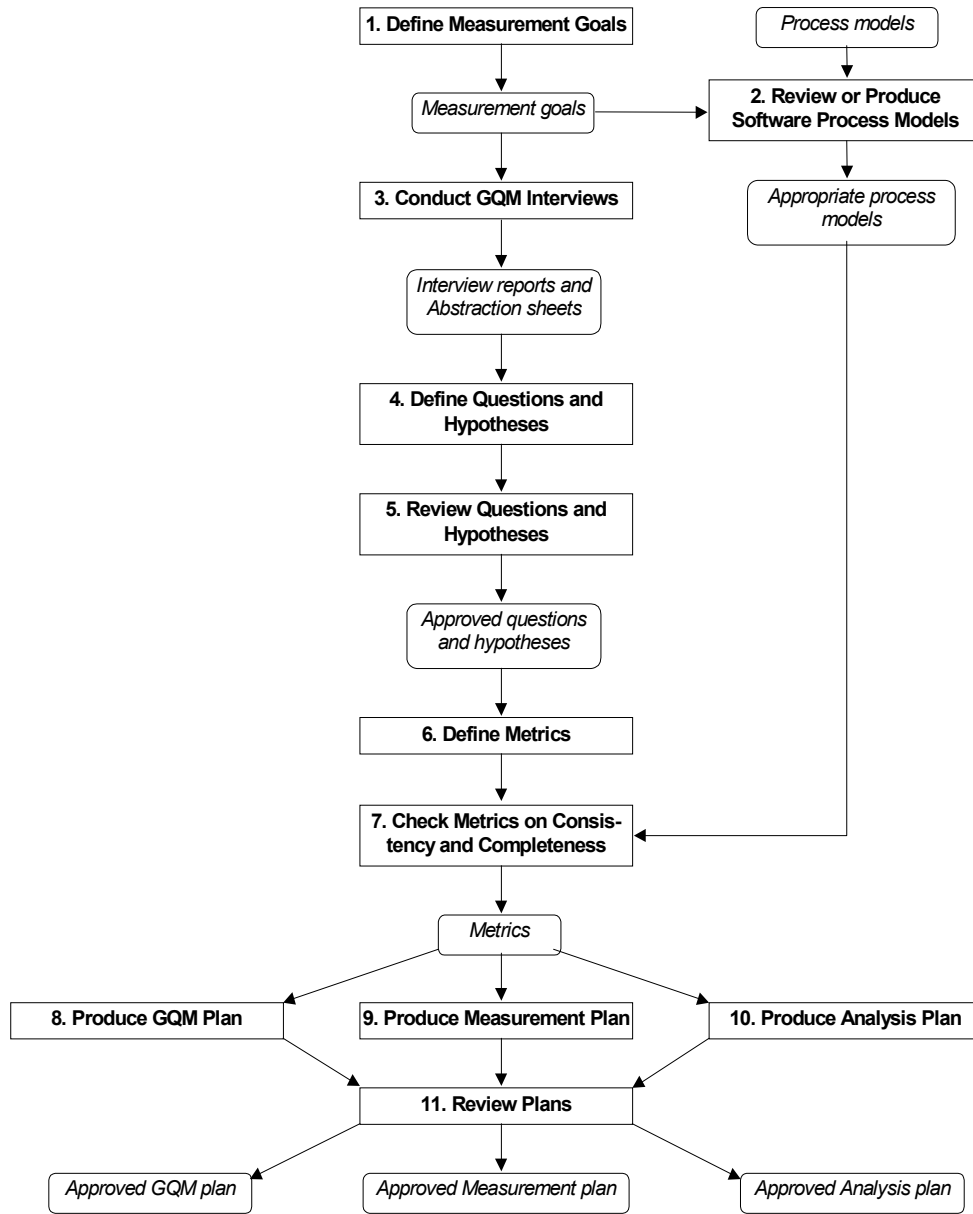 1. Define Measurement Goals
Process models
Measurement goals
2. Review or Produce
Software Process Models
3. Conduct GQM Interviews
Appropriate process
models
Interview reports and
Abstraction sheets
4. Define Questions and
Hypotheses
5. Review Questions and
Hypotheses
Approved questions
and hypotheses
6. Define Metrics
7. Check Metrics on Consis-
tency and Completeness
Metrics
8. Produce GQM Plan
9. Produce Measurement Plan
10. Produce Analysis Plan
11. Review Plans
Approved GQM plan
Approved Measurement plan
Approved Analysis plan